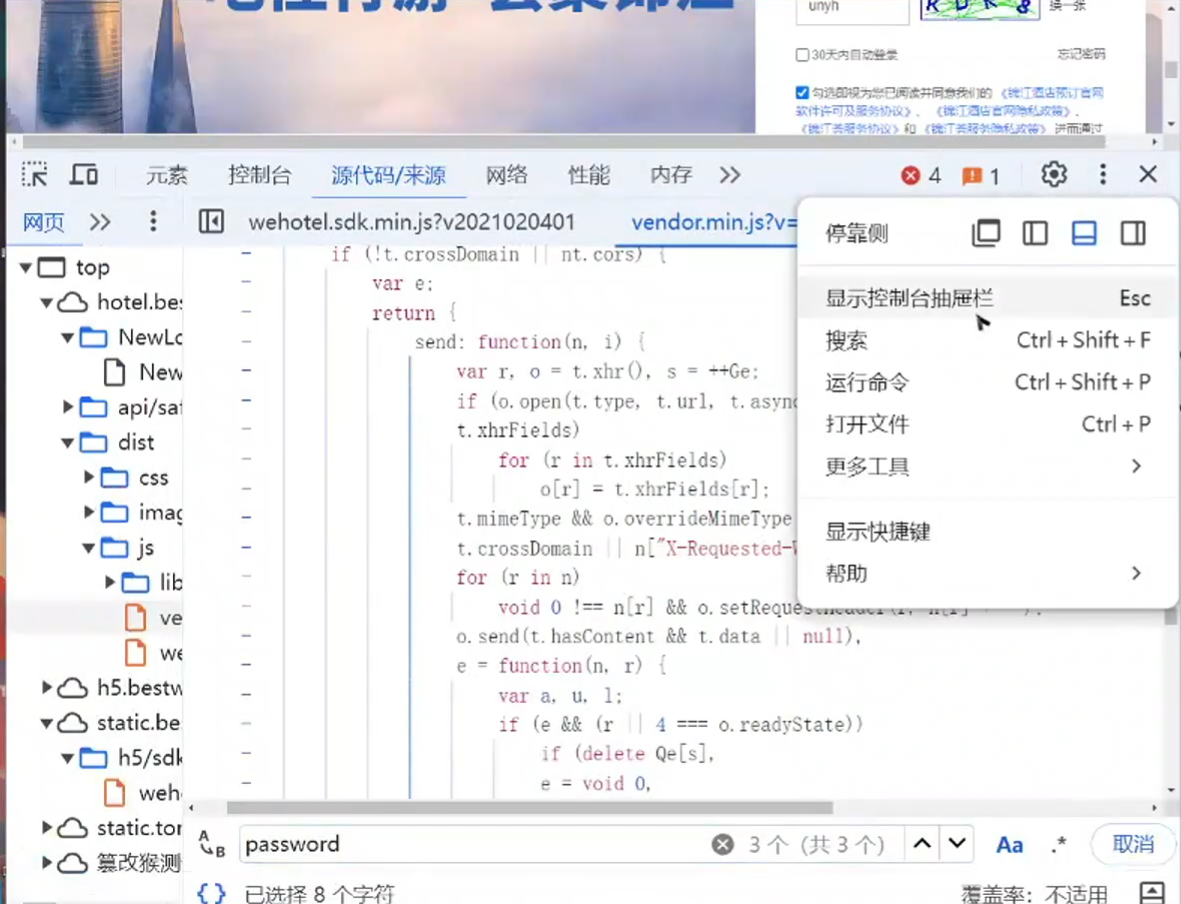 unyh
换一张
30天内自动登录
忘记密码
勾选即视为您已阅读并同意我们的 《锦江酒店预订官网
软件许可及服务协议》、 《锦江酒店官网隐私政策》、
《锦江荟服务协议》和 《锦江荟服务隐私政策》 进而通过
元素 控制台 源代码/来源 网络 性能 内存 4 1
网页 wehotel.sdk.min.js?v2021020401 vendor.min.js?v=
停靠侧
显示控制台抽屉栏 Esc
搜索 Ctrl + Shift + F
运行命令 Ctrl + Shift + P
打开文件 Ctrl + P
更多工具
显示快捷键
帮助
top
hotel.bes
NewLo
New
api/saf
dist
css
imag
js
lib
ve
we
h5.bestw
static.be
h5/sdk
weh
static.tor
篡改猴测
if (!t.crossDomain || nt.cors) {
var e;
return {
send: function(n, i) {
var r, o = t.xhr(), s = ++Ge;
if (o.open(t.type, t.url, t.async
t.xhrFields)
for (r in t.xhrFields)
o[r] = t.xhrFields[r];
t.mimeType && o.overrideMimeType
t.crossDomain || n["X-Requested-W
for (r in n)
void 0 !== n[r] && o.setRequestHeader(r, n[r] + "");
o.send(t.hasContent && t.data || null),
e = function(n, r) {
var a, u, l;
if (e && (r || 4 === o.readyState))
if (delete Qe[s],
e = void 0,
password 3 个 (共 3 个) Aa .* 取消
{} 已选择 8 个字符 覆盖率: 不适用